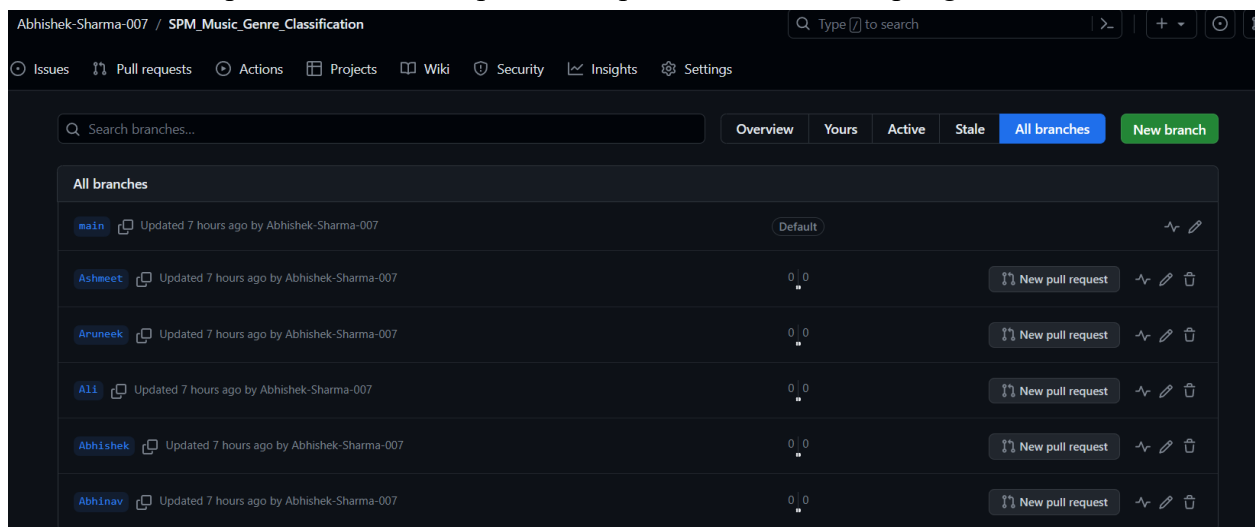 Abhishek-Sharma-007 / SPM_Music_Genre_Classification
Type / to search
Issues Pull requests Actions Projects Wiki Security Insights Settings
Search branches... Overview Yours Active Stale All branches New branch
All branches
main Updated 7 hours ago by Abhishek-Sharma-007 Default
Ashmeet Updated 7 hours ago by Abhishek-Sharma-007 0 0 New pull request
Aruneek Updated 7 hours ago by Abhishek-Sharma-007 0 0 New pull request
Ali Updated 7 hours ago by Abhishek-Sharma-007 0 0 New pull request
Abhishek Updated 7 hours ago by Abhishek-Sharma-007 0 0 New pull request
Abhinav Updated 7 hours ago by Abhishek-Sharma-007 0 0 New pull request